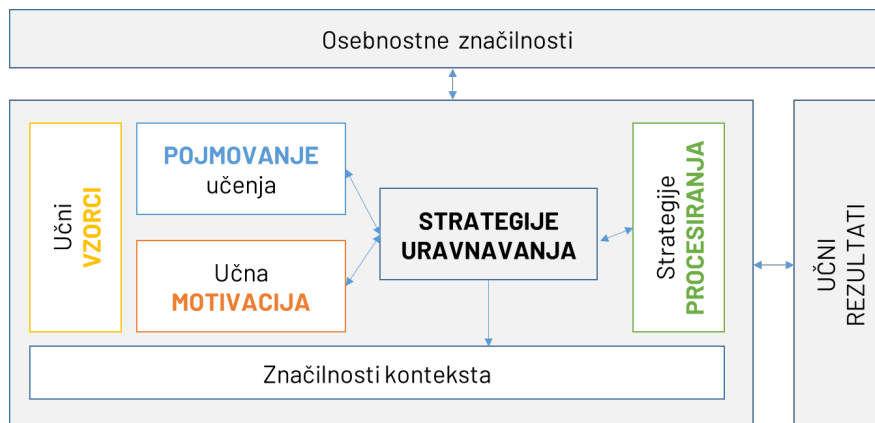 Osebnostne značilnosti
Učni
VZORCI
POJMOVANJE
učenja
Učna
MOTIVACIJA
STRATEGIJE
URAVNAVANJA
Strategije
PROCESIRANJA
Značilnosti konteksta
UČNI
REZULTATI